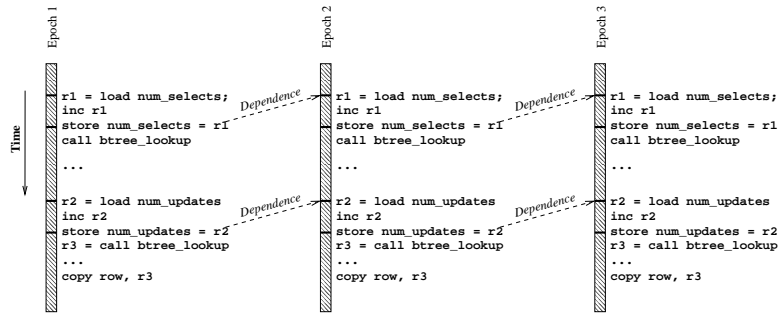 Epoch 1
Epoch 2
Epoch 3
Time
r1 = load num_selects;
inc r1
store num_selects = r1
call btree_lookup
...
r2 = load num_updates
inc r2
store num_updates = r2
r3 = call btree_lookup
...
copy row, r3
Dependence
Dependence
r1 = load num_selects;
inc r1
store num_selects = r1
call btree_lookup
...
r2 = load num_updates
inc r2
store num_updates = r2
r3 = call btree_lookup
...
copy row, r3
Dependence
Dependence
r1 = load num_selects;
inc r1
store num_selects = r1
call btree_lookup
...
r2 = load num_updates
inc r2
store num_updates = r2
r3 = call btree_lookup
...
copy row, r3